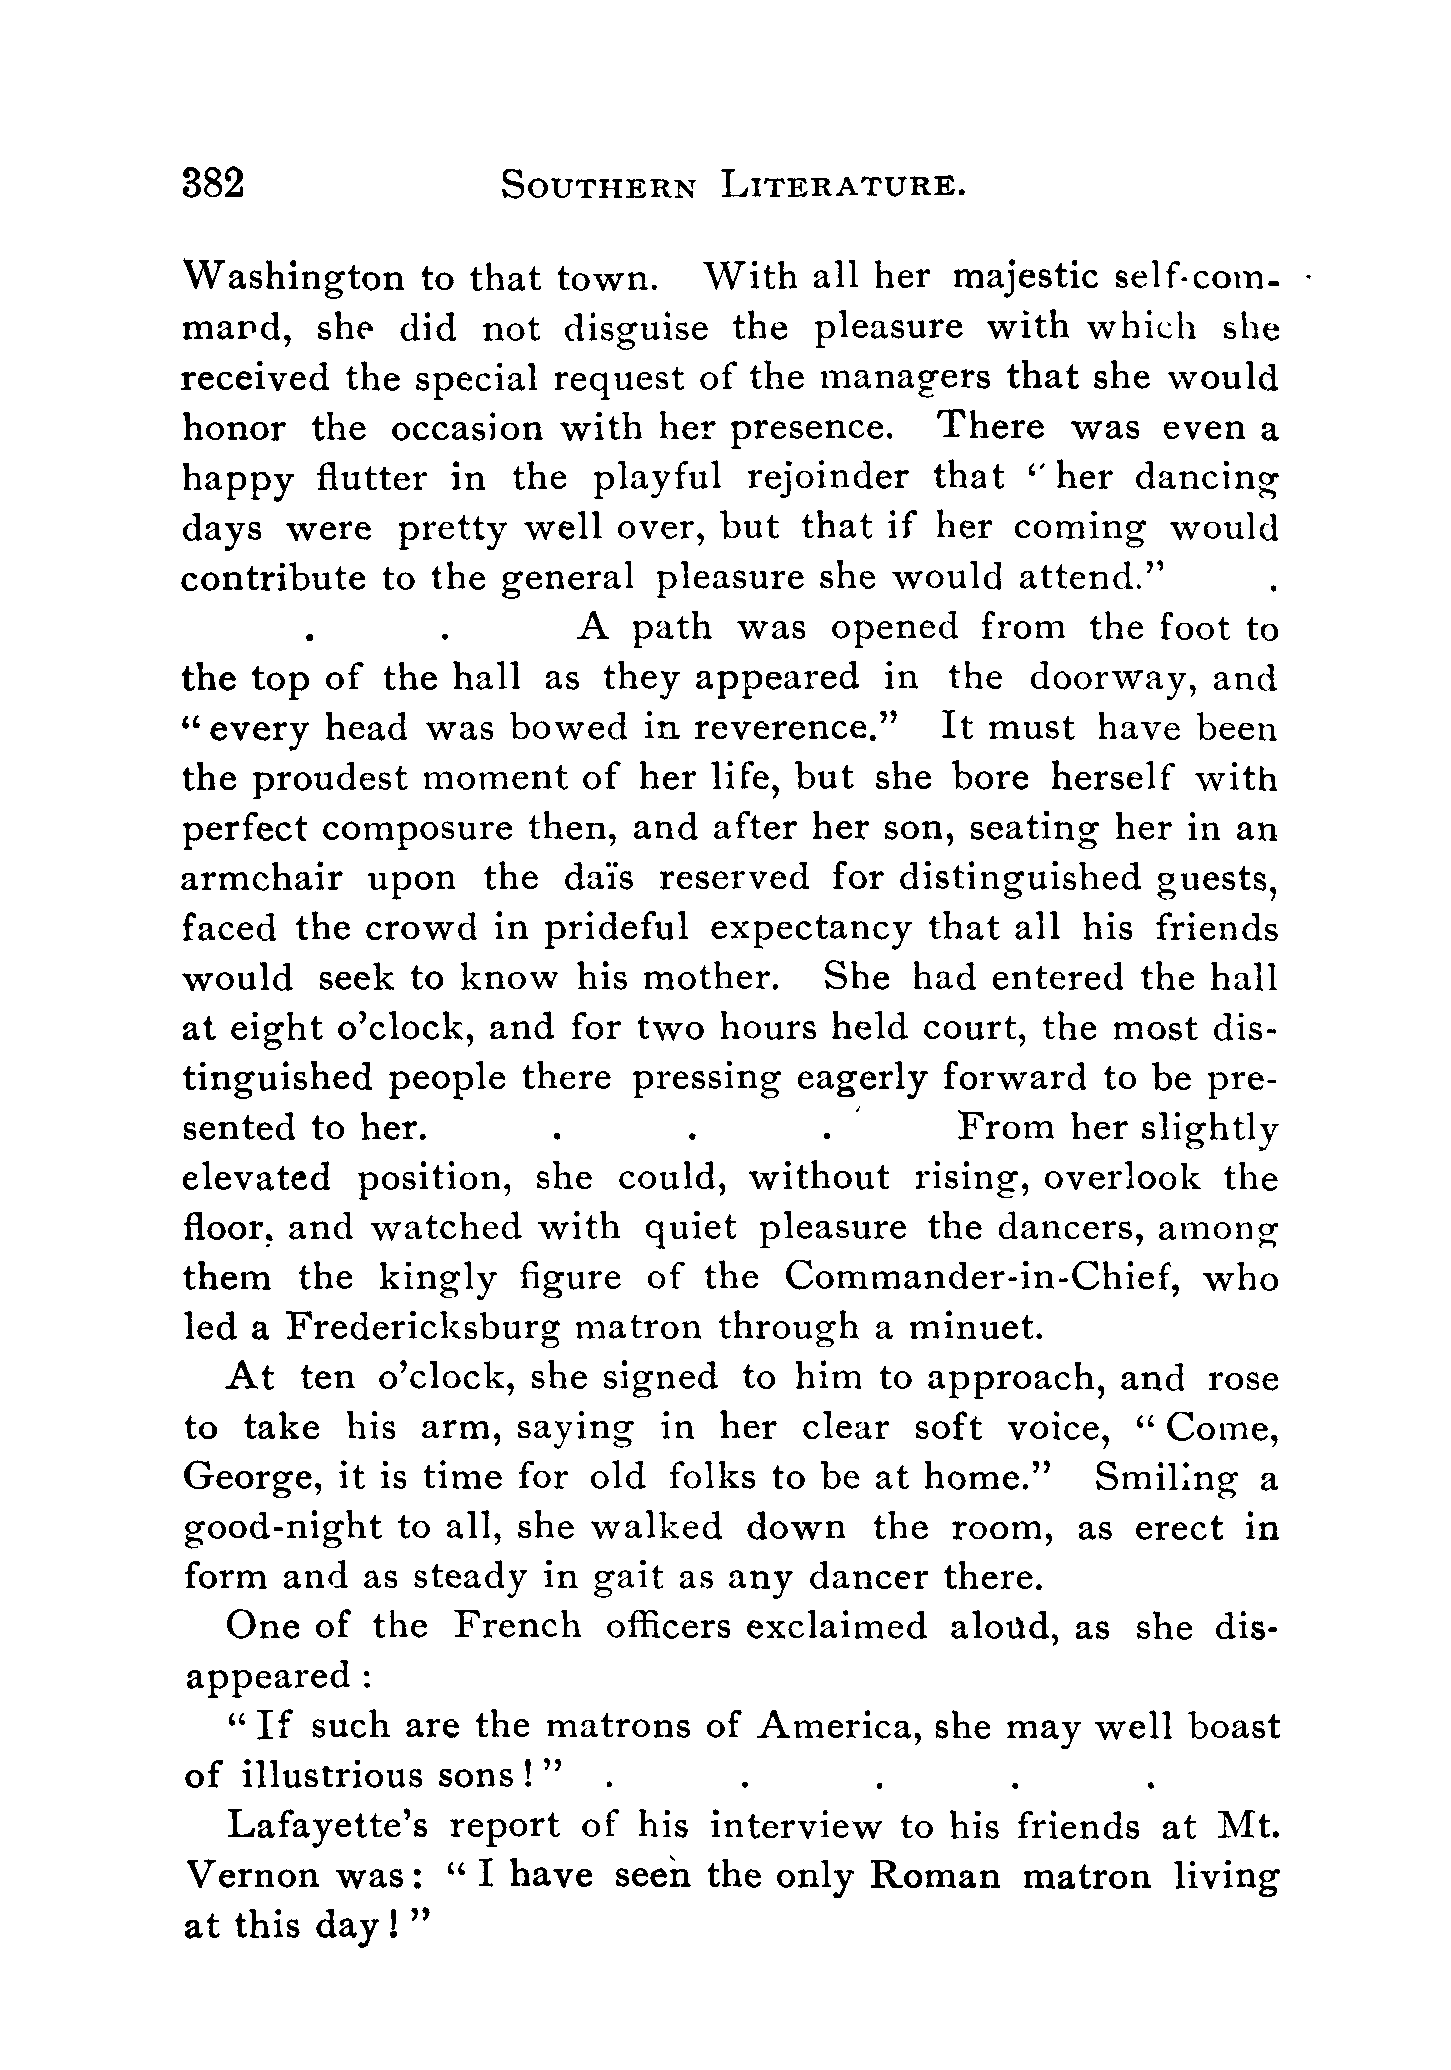 382 SOUTHERN LITERATURE.
Washington to that town. With all her majestic self-com-
mand, she did not disguise the pleasure with which she
received the special request of the managers that she would
honor the occasion with her presence. There was even a
happy flutter in the playful rejoinder that “her dancing
days were pretty well over, but that if her coming would
contribute to the general pleasure she would attend.” .
. . A path was opened from the foot to
the top of the hall as they appeared in the doorway, and
“every head was bowed in reverence.” It must have been
the proudest moment of her life, but she bore herself with
perfect composure then, and after her son, seating her in an
armchair upon the daïs reserved for distinguished guests,
faced the crowd in prideful expectancy that all his friends
would seek to know his mother. She had entered the hall
at eight o’clock, and for two hours held court, the most dis-
tinguished people there pressing eagerly forward to be pre-
sented to her. . . . From her slightly
elevated position, she could, without rising, overlook the
floor, and watched with quiet pleasure the dancers, among
them the kingly figure of the Commander-in-Chief, who
led a Fredericksburg matron through a minuet.
At ten o’clock, she signed to him to approach, and rose
to take his arm, saying in her clear soft voice, “Come,
George, it is time for old folks to be at home.” Smiling a
good-night to all, she walked down the room, as erect in
form and as steady in gait as any dancer there.
One of the French officers exclaimed aloud, as she dis-
appeared :
“If such are the matrons of America, she may well boast
of illustrious sons!” . . . . .
Lafayette’s report of his interview to his friends at Mt.
Vernon was: “I have seen the only Roman matron living
at this day!”